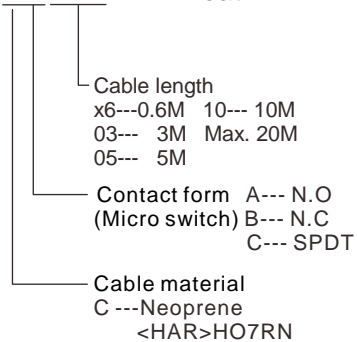 Cable length
x6---0.6M 10--- 10M
03--- 3M Max. 20M
05--- 5M
Contact form A--- N.O
(Micro switch) B--- N.C
C--- SPDT
Cable material
C ---Neoprene
<HAR>HO7RN